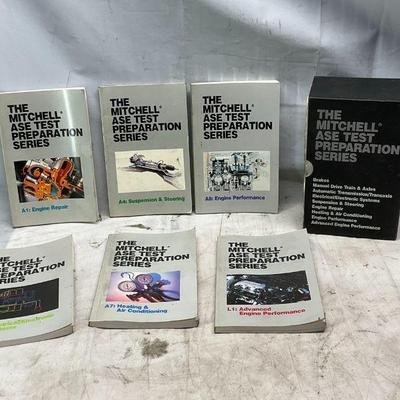 THE
MITCHELL®
ASE TEST
PREPARATION
SERIES
A1: Engine Repair
THE
MITCHELL®
ASE TEST
PREPARATION
SERIES
A4: Suspension & Steering
THE
MITCHELL®
ASE TEST
PREPARATION
SERIES
A8: Engine Performance
THE
MITCHELL®
ASE TEST
PREPARATION
SERIES
Brakes
Manual Drive Train & Axles
Automatic Transmission/Transaxle
Electrical/Electronic Systems
Suspension & Steering
Engine Repair
Heating & Air Conditioning
Engine Performance
Advanced Engine Performance
THE
MITCHELL®
ASE TEST
PREPARATION
SERIES
THE
MITCHELL®
ASE TEST
PREPARATION
SERIES
A7: Heating &
Air Conditioning
THE
MITCHELL®
ASE TEST
PREPARATION
SERIES
L1: Advanced
Engine Performance